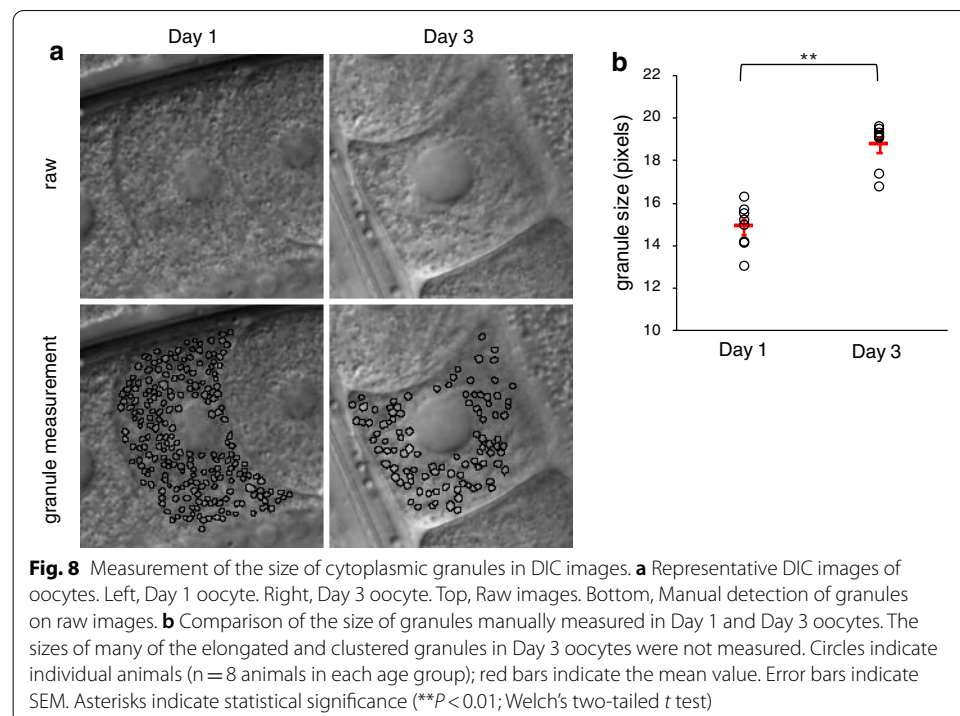 a
Day 1
Day 3
raw
granule measurement
b
**
granule size (pixels)
22
20
18
16
14
12
10
Day 1
Day 3
Fig. 8 Measurement of the size of cytoplasmic granules in DIC images. a Representative DIC images of
oocytes. Left, Day 1 oocyte. Right, Day 3 oocyte. Top, Raw images. Bottom, Manual detection of granules
on raw images. b Comparison of the size of granules manually measured in Day 1 and Day 3 oocytes. The
sizes of many of the elongated and clustered granules in Day 3 oocytes were not measured. Circles indicate
individual animals (n = 8 animals in each age group); red bars indicate the mean value. Error bars indicate
SEM. Asterisks indicate statistical significance (**P < 0.01; Welch’s two-tailed t test)